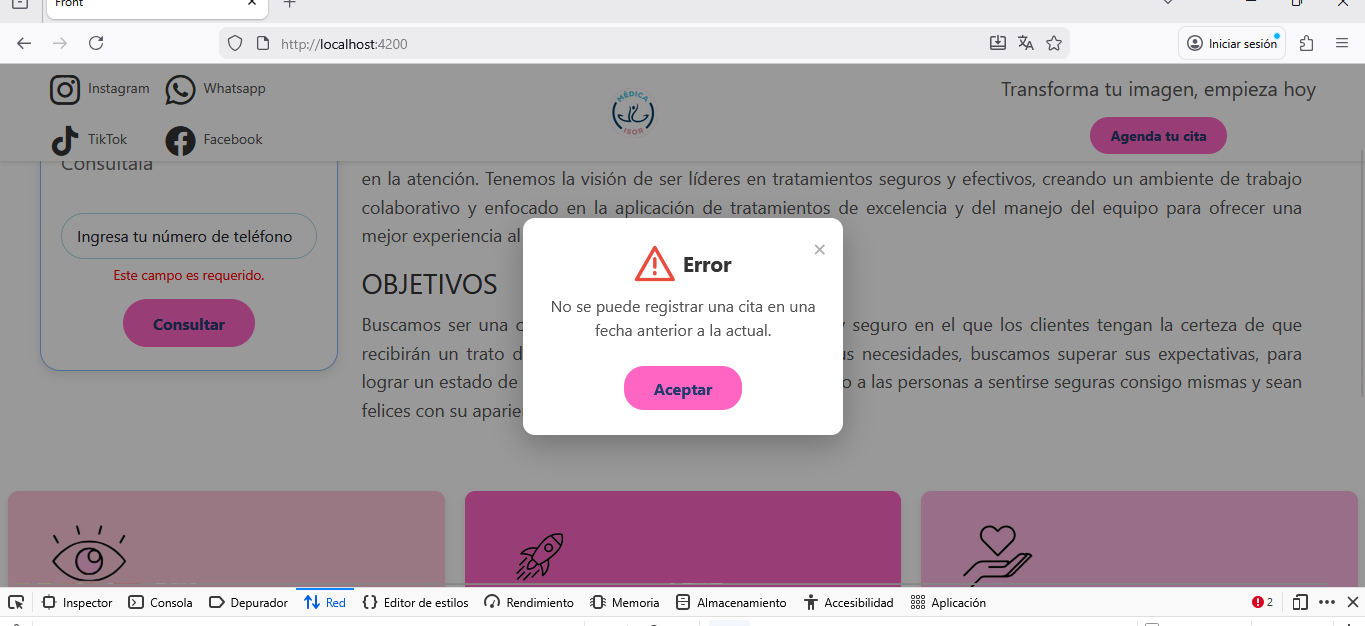 Front
http://localhost:4200
Iniciar sesión
Instagram
Whatsapp
TikTok
Facebook
MÉDICA
ISOB
Transforma tu imagen, empieza hoy
Agenda tu cita
Consúltala
Ingresa tu número de teléfono
Este campo es requerido.
Consultar
en la atención. Tenemos la visión de ser líderes en tratamientos seguros y efectivos, creando un ambiente de trabajo
colaborativo y enfocado en la aplicación de tratamientos de excelencia y del manejo del equipo para ofrecer una
mejor experiencia al
OBJETIVOS
Buscamos ser una
y seguro en el que los clientes tengan la certeza de que
recibirán un trato
necesidades, buscamos superar sus expectativas, para
lograr un estado de
a las personas a sentirse seguras consigo mismas y sean
felices con su
Error
×
No se puede registrar una cita en una
fecha anterior a la actual.
Aceptar
Inspector
Consola
Depurador
Red
Editor de estilos
Rendimiento
Memoria
Almacenamiento
Accesibilidad
Aplicación
2